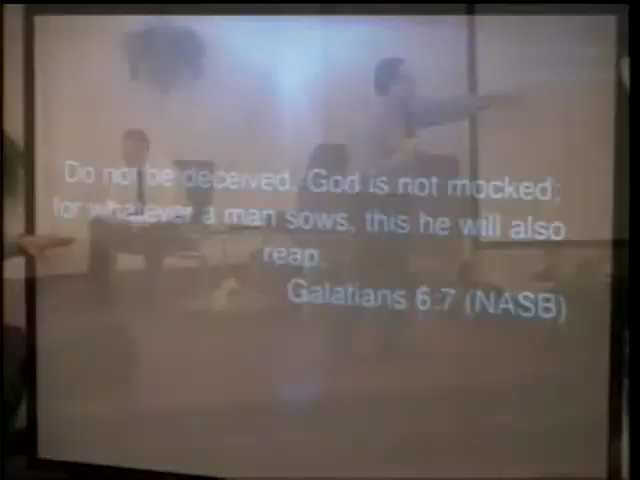 Do not be deceived, God is not mocked;
for whatever a man sows, this he will also
reap.
Galatians 6:7 (NASB)